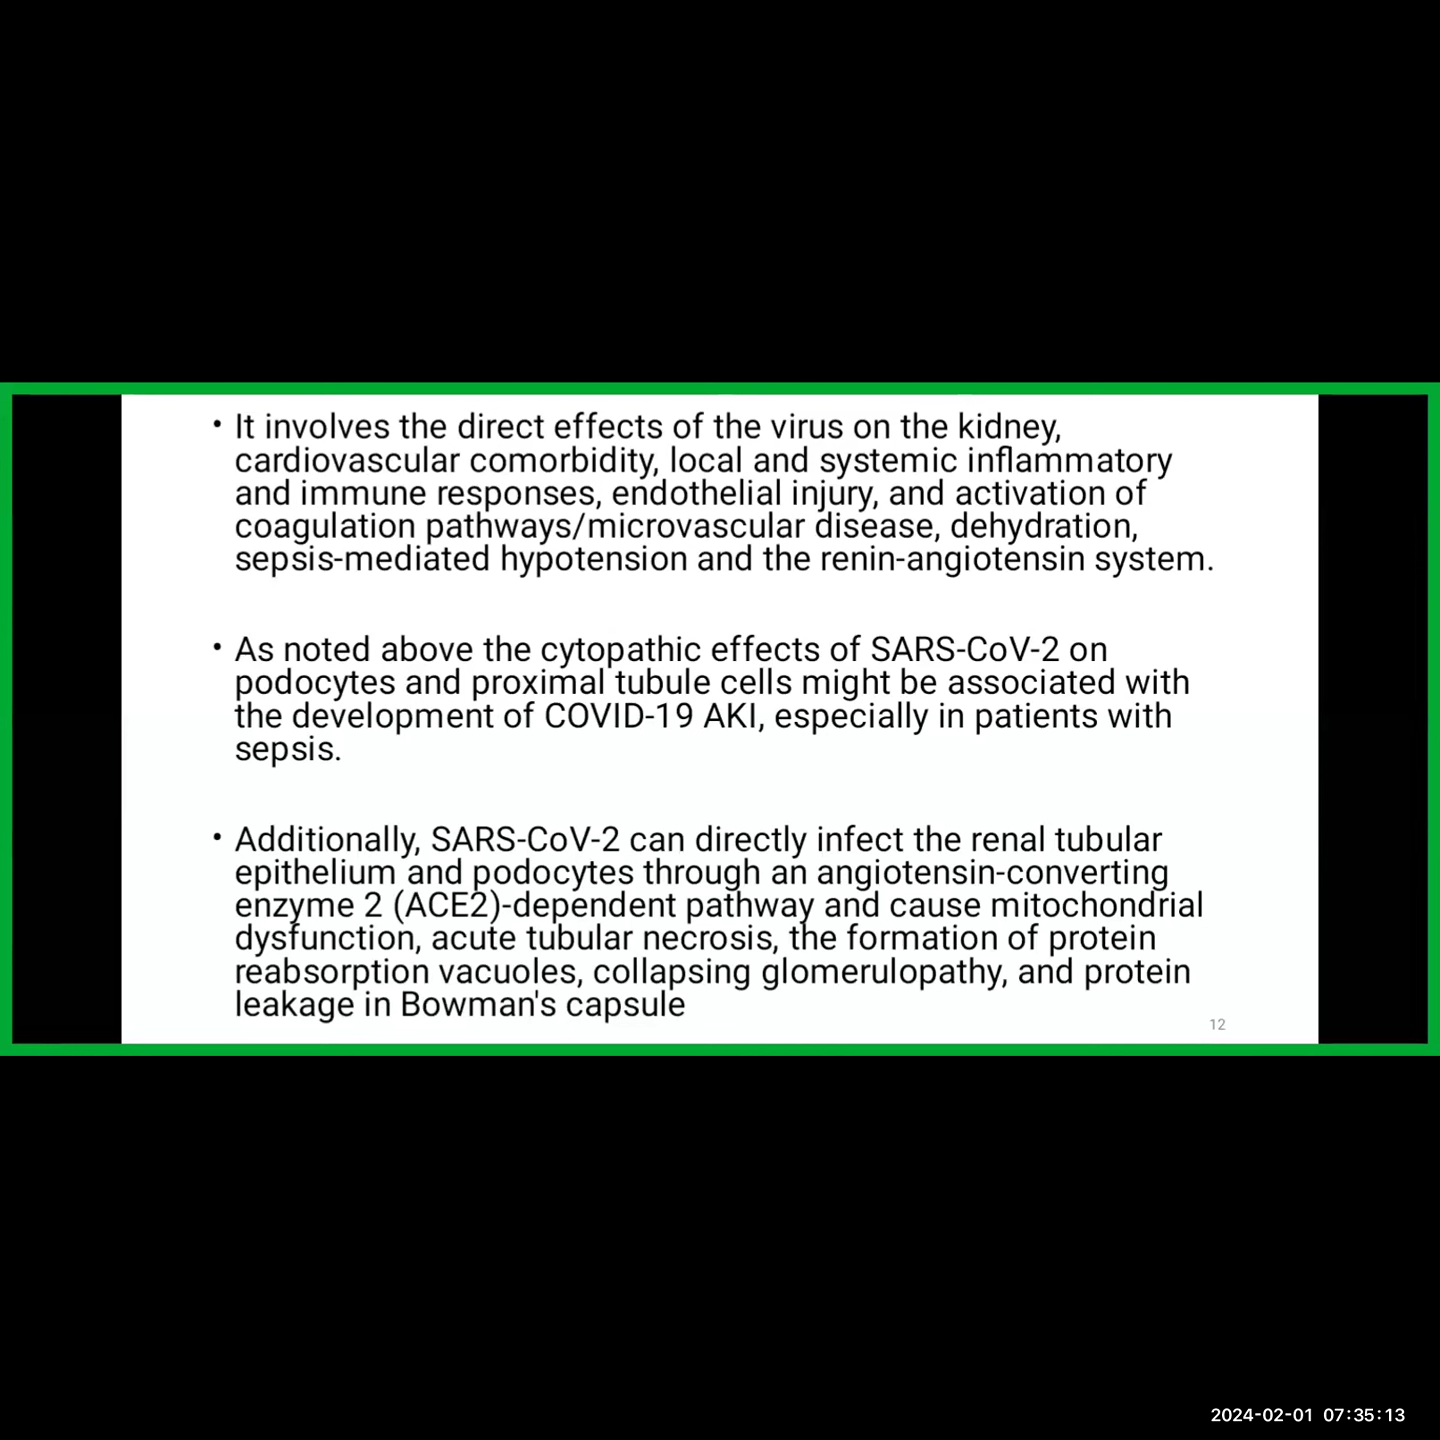 • It involves the direct effects of the virus on the kidney,
cardiovascular comorbidity, local and systemic inflammatory
and immune responses, endothelial injury, and activation of
coagulation pathways/microvascular disease, dehydration,
sepsis-mediated hypotension and the renin-angiotensin system.
• As noted above the cytopathic effects of SARS-CoV-2 on
podocytes and proximal tubule cells might be associated with
the development of COVID-19 AKI, especially in patients with
sepsis.
• Additionally, SARS-CoV-2 can directly infect the renal tubular
epithelium and podocytes through an angiotensin-converting
enzyme 2 (ACE2)-dependent pathway and cause mitochondrial
dysfunction, acute tubular necrosis, the formation of protein
reabsorption vacuoles, collapsing glomerulopathy, and protein
leakage in Bowman's capsule
12
2024-02-01 07:35:13